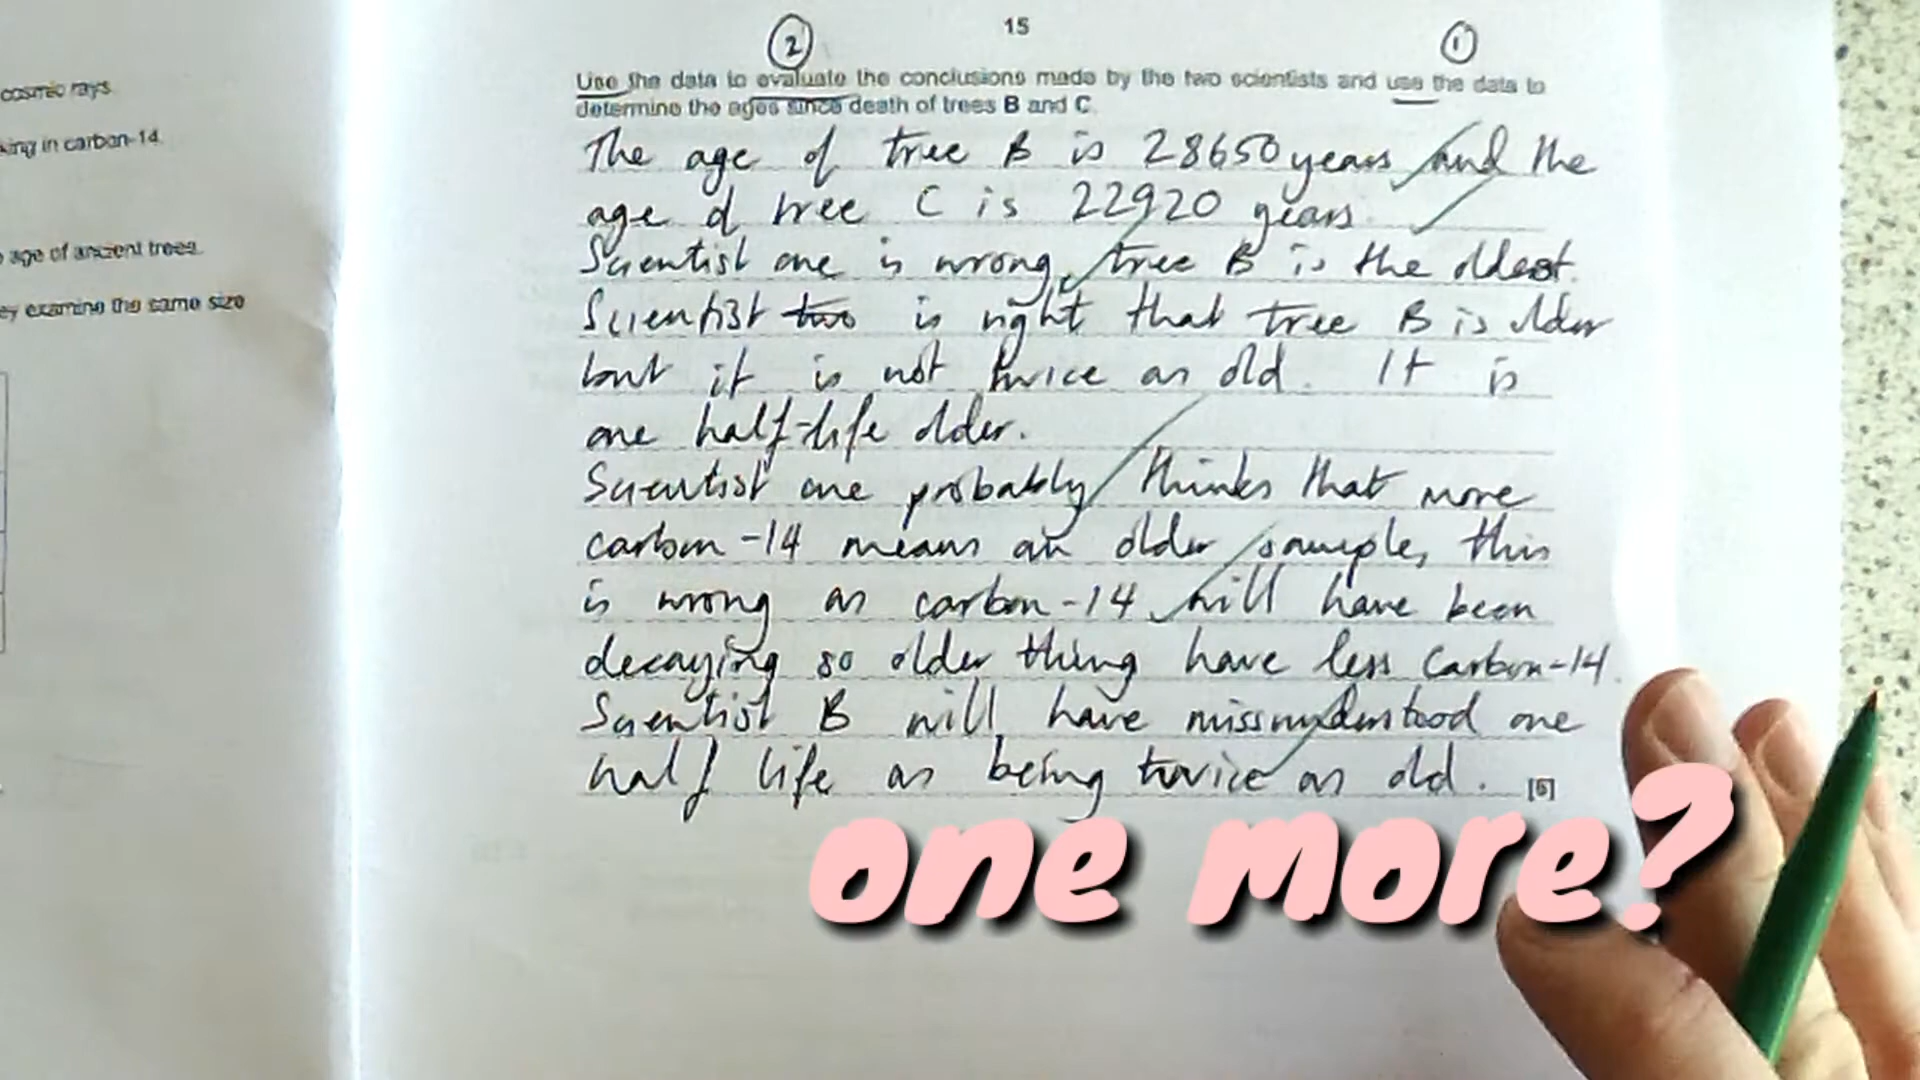 15
2
1
Use the data to evaluate the conclusions made by the two scientists and use the data to
determine the ages since death of trees B and C.
cosmic rays.
king in carbon-14.
age of ancient trees.
ey examine the same size
The age of tree B is 28650 years and the
age of tree C is 22920 years.
Scientist one is wrong, tree B is the oldest.
Scientist two is right that tree B is older
but it is not twice as old. It is
one half-life older.
Scientist one probably thinks that more
carbon-14 means an older sample, this
is wrong as carbon-14 will have been
decaying so older thing have less Carbon-14.
Scientist B will have missunderstood one
half life as being twice as old.
[6]
one more?